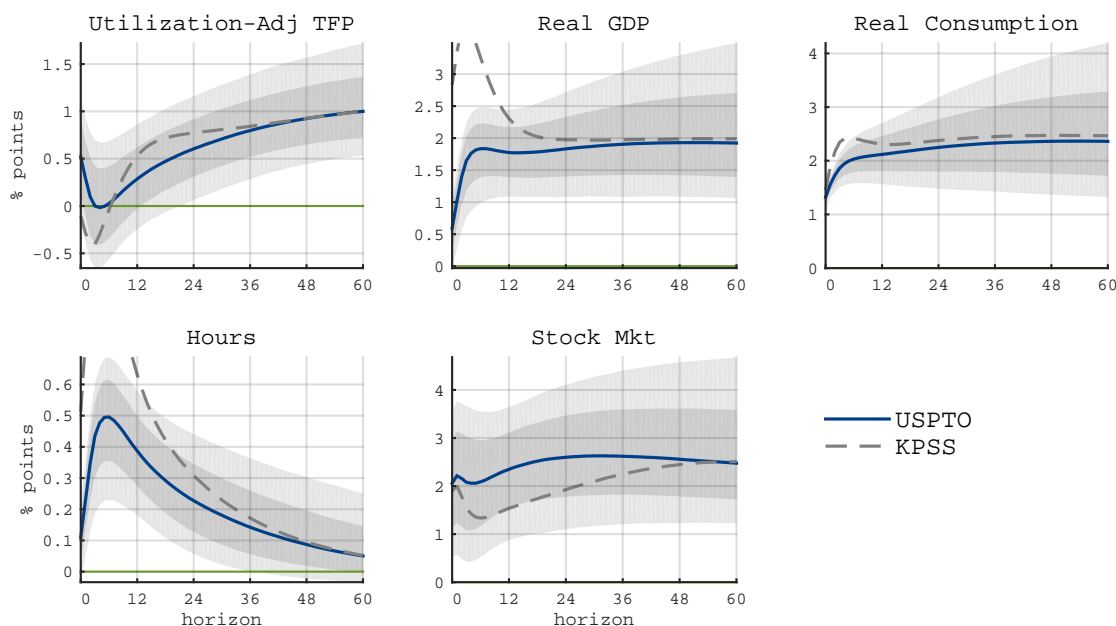 Utilization-Adj TFP
Real GDP
Real Consumption
% points
1.5
1
0.5
0
-0.5
0 12 24 36 48 60
3
2.5
2
1.5
1
0.5
0
0 12 24 36 48 60
4
3
2
1
0
0 12 24 36 48 60
Hours
Stock Mkt
% points
0.6
0.5
0.4
0.3
0.2
0.1
0
0 12 24 36 48 60
horizon
4
3
2
1
0
0 12 24 36 48 60
horizon
USPTO
KPSS